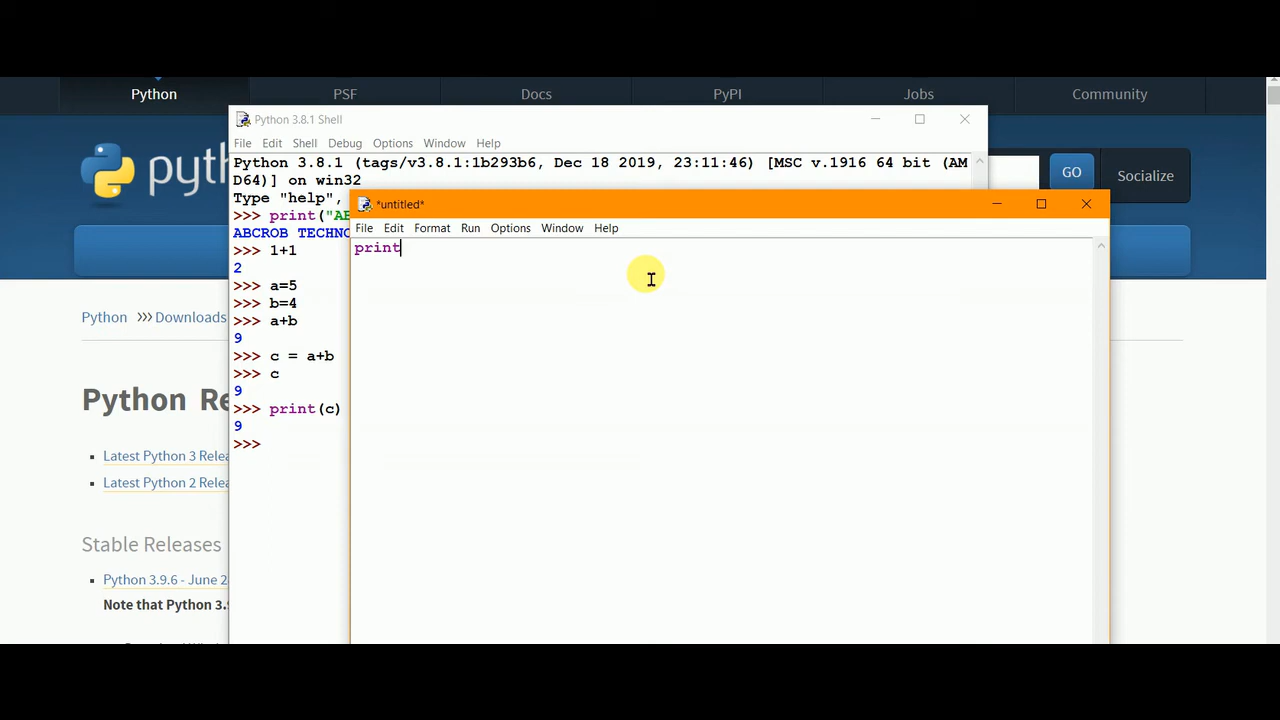 Python PSF Docs PyPI Jobs Community
Python 3.8.1 Shell
File Edit Shell Debug Options Window Help
Python 3.8.1 (tags/v3.8.1:1b293b6, Dec 18 2019, 23:11:46) [MSC v.1916 64 bit (AM
D64)] on win32
Type "help",
>>> print("AB
ABCROB TECHNO
>>> 1+1
2
>>> a=5
>>> b=4
>>> a+b
9
>>> c = a+b
>>> c
9
>>> print(c)
9
>>>
*untitled*
File Edit Format Run Options Window Help
print
pyth
GO
Socialize
Python >>> Downloads
Python Re
Latest Python 3 Relea
Latest Python 2 Relea
Stable Releases
Python 3.9.6 - June 2
Note that Python 3.9